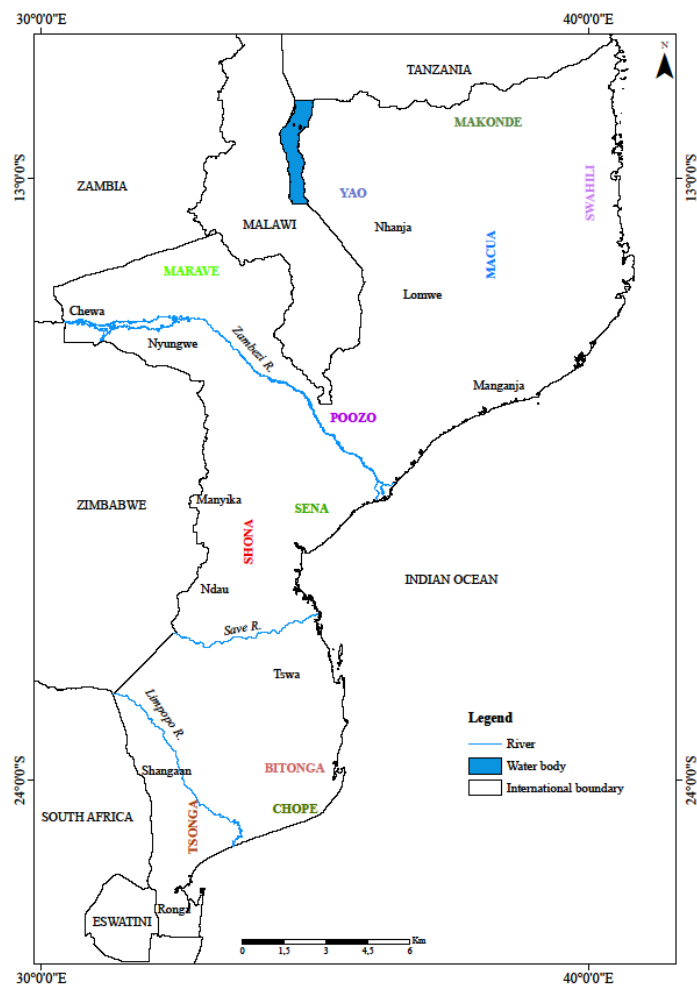 30°0'0"E
40°0'0"E
N
TANZANIA
MAKONDE
13°0'0"S
13°0'0"S
ZAMBIA
YAO
SWAHILI
MALAWI
Nhanja
MACUA
MARAVE
Lomwe
Chewa
Nyungwe
Zambezi R.
Manganja
POOZO
ZIMBABWE
Manyika
SENA
SHONA
INDIAN OCEAN
Ndau
Save R.
Tswa
Limpopo R.
Legend
River
Water body
International boundary
Shangaan
BITONGA
24°0'0"S
24°0'0"S
CHOPE
SOUTH AFRICA
TSONGA
Ronga
ESWATINI
Km
0 1,5 3 4,5 6
30°0'0"E
40°0'0"E